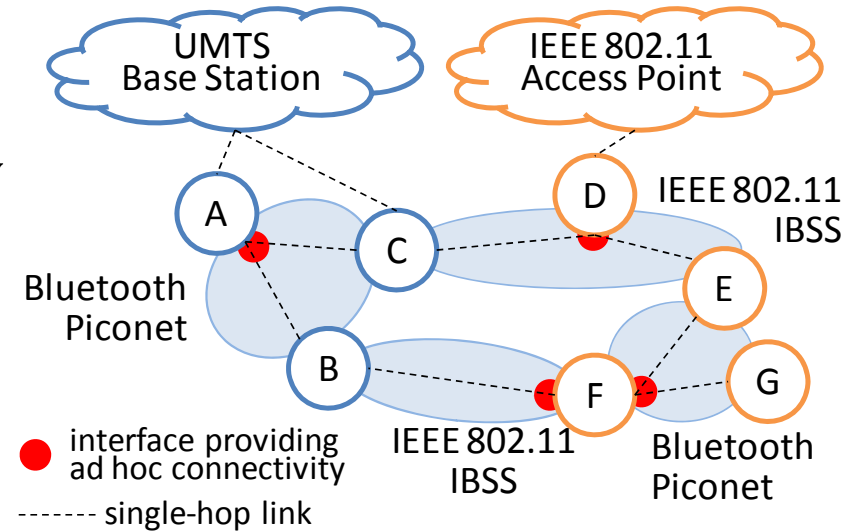 UMTS
Base Station
IEEE 802.11
Access Point
A
C
D
IEEE 802.11
IBSS
E
Bluetooth
Piconet
B
F
G
IEEE 802.11
IBSS
Bluetooth
Piconet
interface providing
ad hoc connectivity
single-hop link